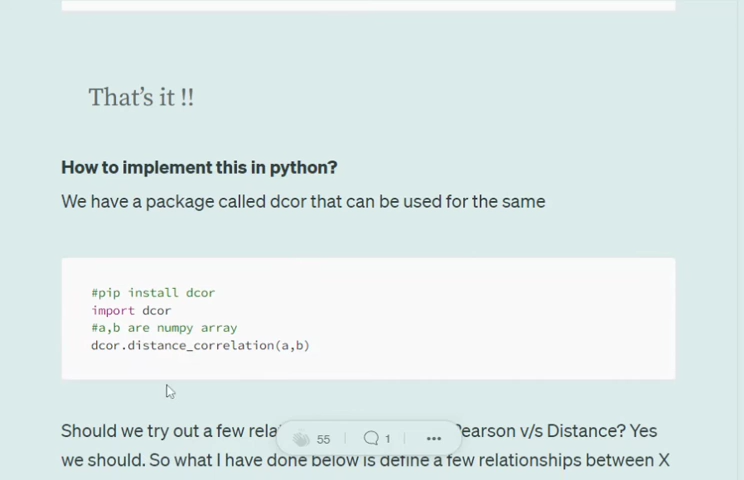 That's it !!
How to implement this in python?
We have a package called dcor that can be used for the same
#pip install dcor
import dcor
#a,b are numpy array
dcor.distance_correlation(a,b)
Should we try out a few rela Pearson v/s Distance? Yes
55 1
we should. So what I have done below is define a few relationships between X